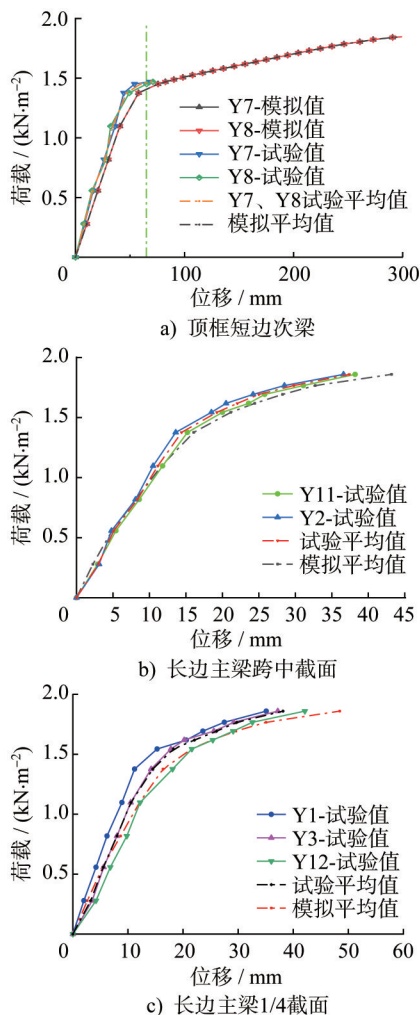 2.0
1.5
1.0
0.5
0
100
200
300
荷载 / (kN·m⁻²)
Y7-模拟值
Y8-模拟值
Y7-试验值
Y8-试验值
Y7、Y8试验平均值
模拟平均值
位移 / mm
a) 顶框短边次梁
2.0
1.5
1.0
0.5
0
5
10
15
20
25
30
35
40
45
荷载 / (kN·m⁻²)
Y11-试验值
Y2-试验值
试验平均值
模拟平均值
位移 / mm
b) 长边主梁跨中截面
2.0
1.5
1.0
0.5
0
10
20
30
40
50
60
荷载 / (kN·m⁻²)
Y1-试验值
Y3-试验值
Y12-试验值
试验平均值
模拟平均值
位移 / mm
c) 长边主梁1/4截面